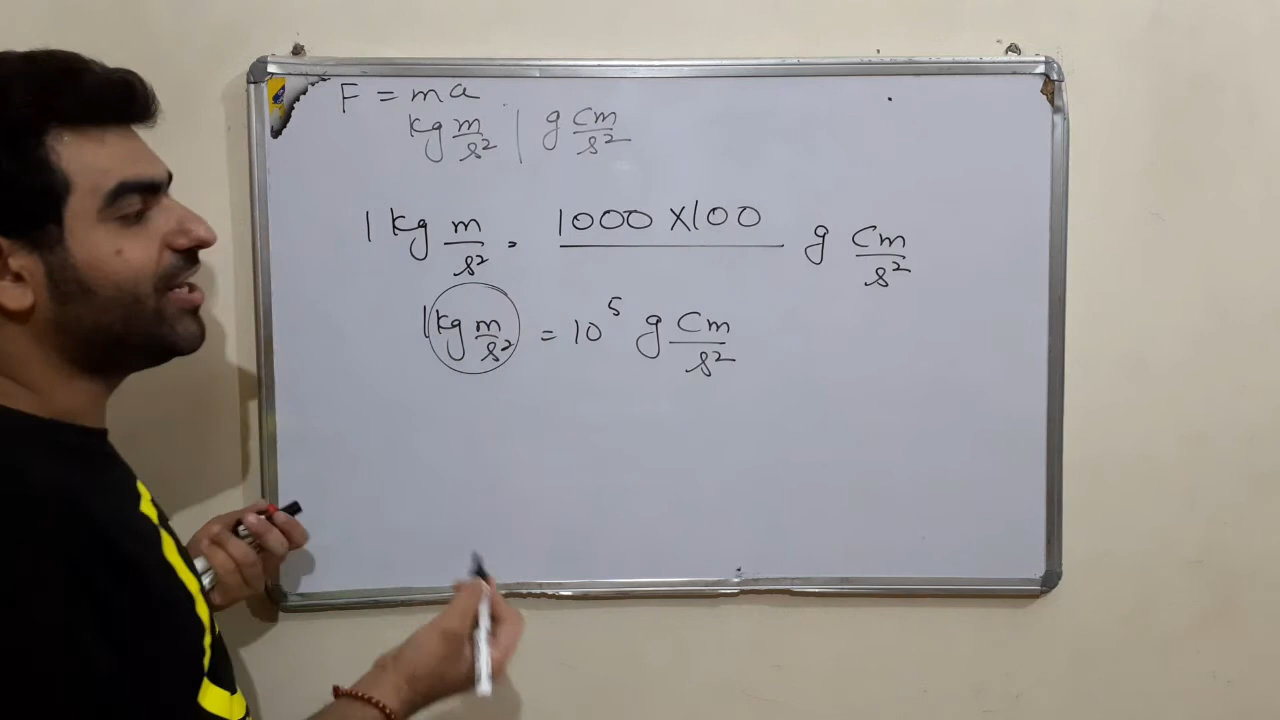 F = ma
kg m/s² | g cm/s²
1 kg m/s² = 1000 X100 g cm/s²
1 kg m/s² = 10⁵ g cm/s²